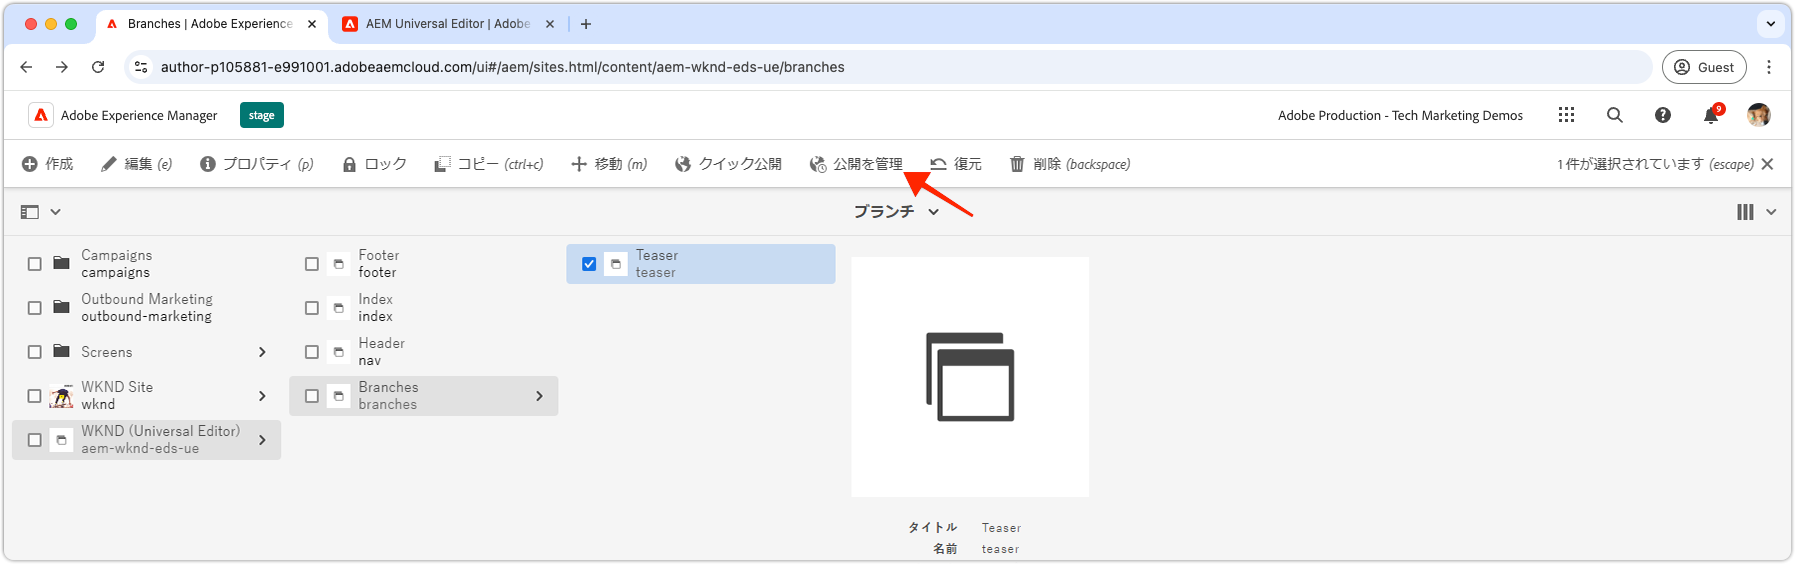 Branches | Adobe Experience
AEM Universal Editor | Adobe
author-p105881-e991001.adobeaemcloud.com/ui#/aem/sites.html/content/aem-wknd-eds-ue/branches
Guest
Adobe Experience Manager
stage
Adobe Production - Tech Marketing Demos
9
作成
編集 (e)
プロパティ (p)
ロック
コピー (ctrl+c)
移動 (m)
クイック公開
公開を管理
復元
削除 (backspace)
1 件が選択されています (escape)
ブランチ
Campaigns
campaigns
Outbound Marketing
outbound-marketing
Screens
WKND Site
wknd
WKND (Universal Editor)
aem-wknd-eds-ue
Footer
footer
Index
index
Header
nav
Branches
branches
Teaser
teaser
タイトル Teaser
名前 teaser